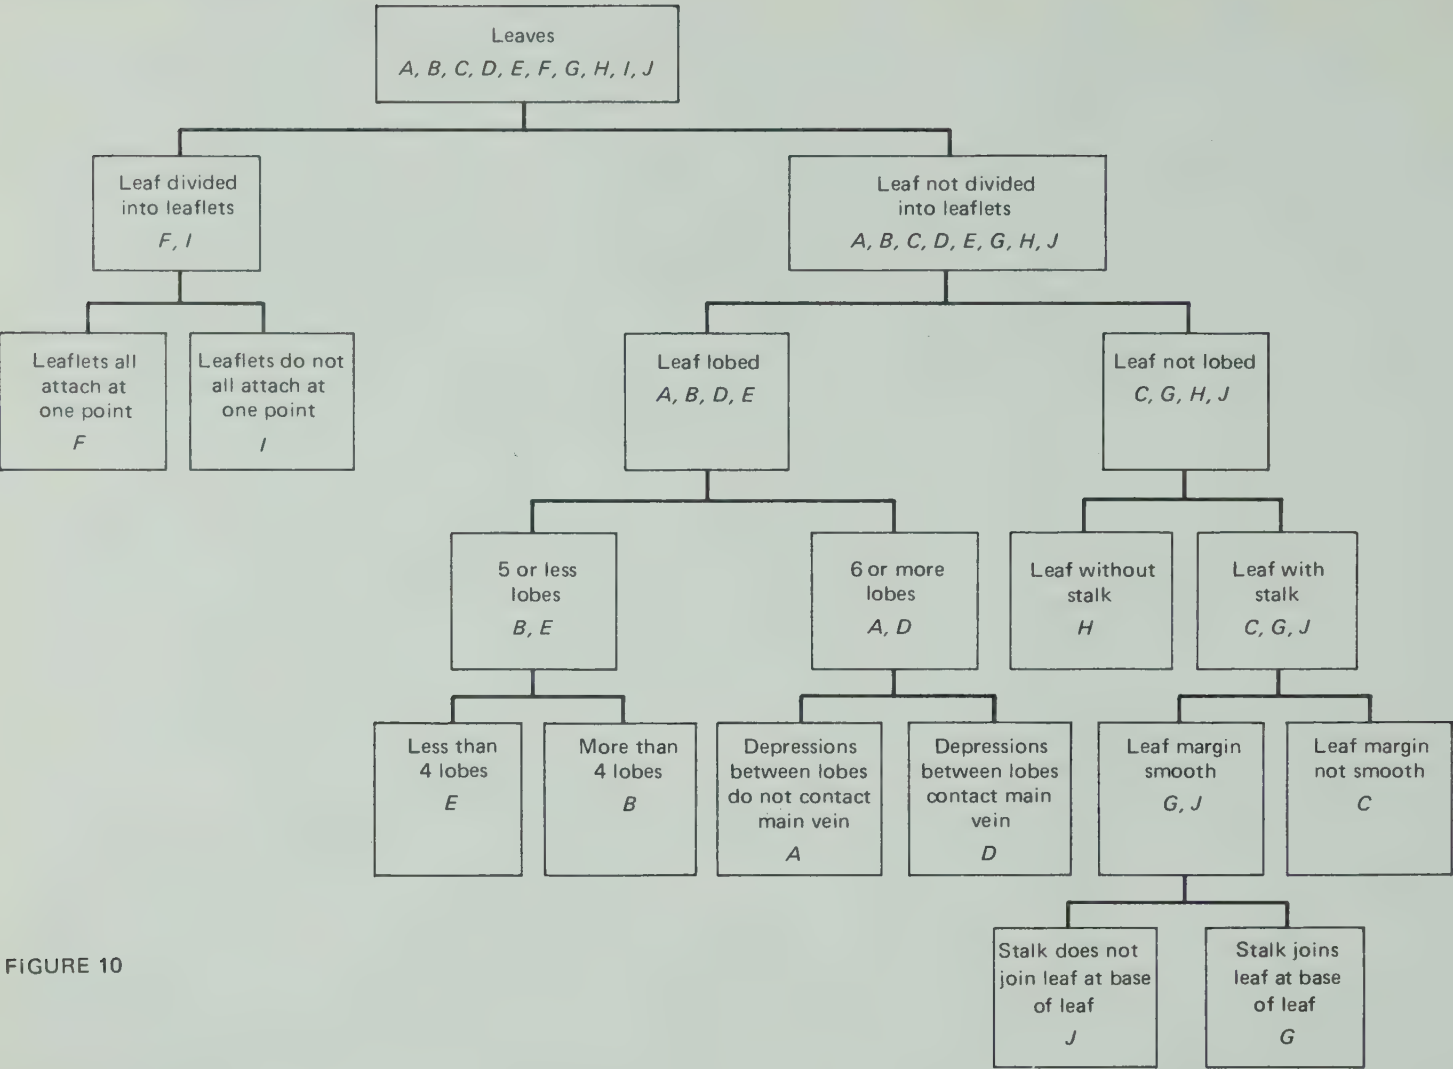 Leaves
A, B, C, D, E, F, G, H, I, J
Leaf divided
into leaflets
F, I
Leaf not divided
into leaflets
A, B, C, D, E, G, H, J
Leaflets all
attach at
one point
F
Leaflets do not
all attach at
one point
I
Leaf lobed
A, B, D, E
Leaf not lobed
C, G, H, J
5 or less
lobes
B, E
6 or more
lobes
A, D
Leaf without
stalk
H
Leaf with
stalk
C, G, J
Less than
4 lobes
E
More than
4 lobes
B
Depressions
between lobes
do not contact
main vein
A
Depressions
between lobes
contact main
vein
D
Leaf margin
smooth
G, J
Leaf margin
not smooth
C
Stalk does not
join leaf at base
of leaf
J
Stalk joins
leaf at base
of leaf
G
FIGURE 10